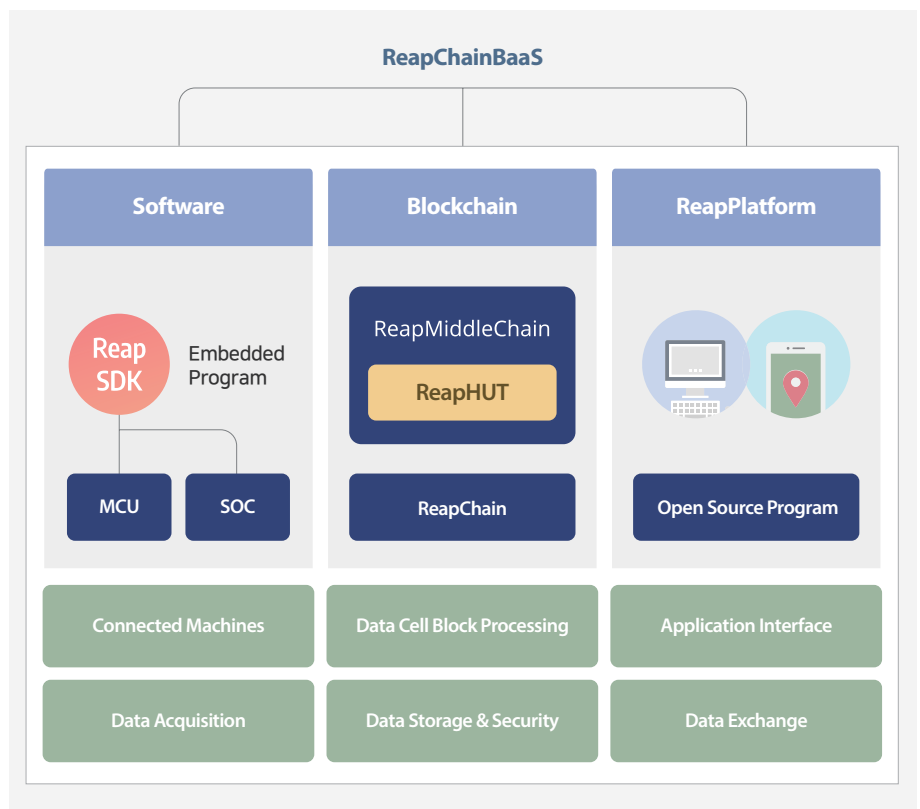 ReapChainBaaS
Software
Blockchain
ReapPlatform
Reap
SDK
Embedded
Program
MCU
SOC
ReapMiddleChain
ReapHUT
ReapChain
Open Source Program
Connected Machines
Data Cell Block Processing
Application Interface
Data Acquisition
Data Storage & Security
Data Exchange